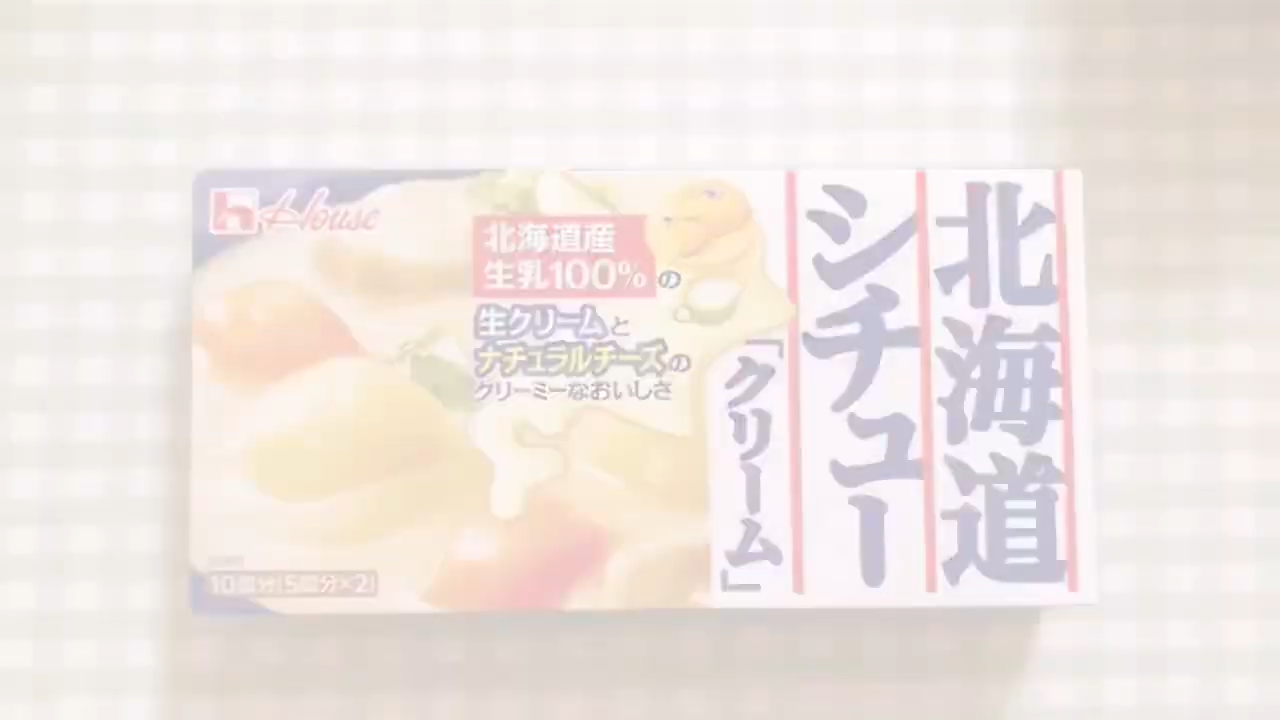 House
北海道産
生乳100%の
生クリームと
ナチュラルチーズの
クリーミーなおいしさ
北海道
シチュー
「クリーム」
10皿分(5皿分×2)